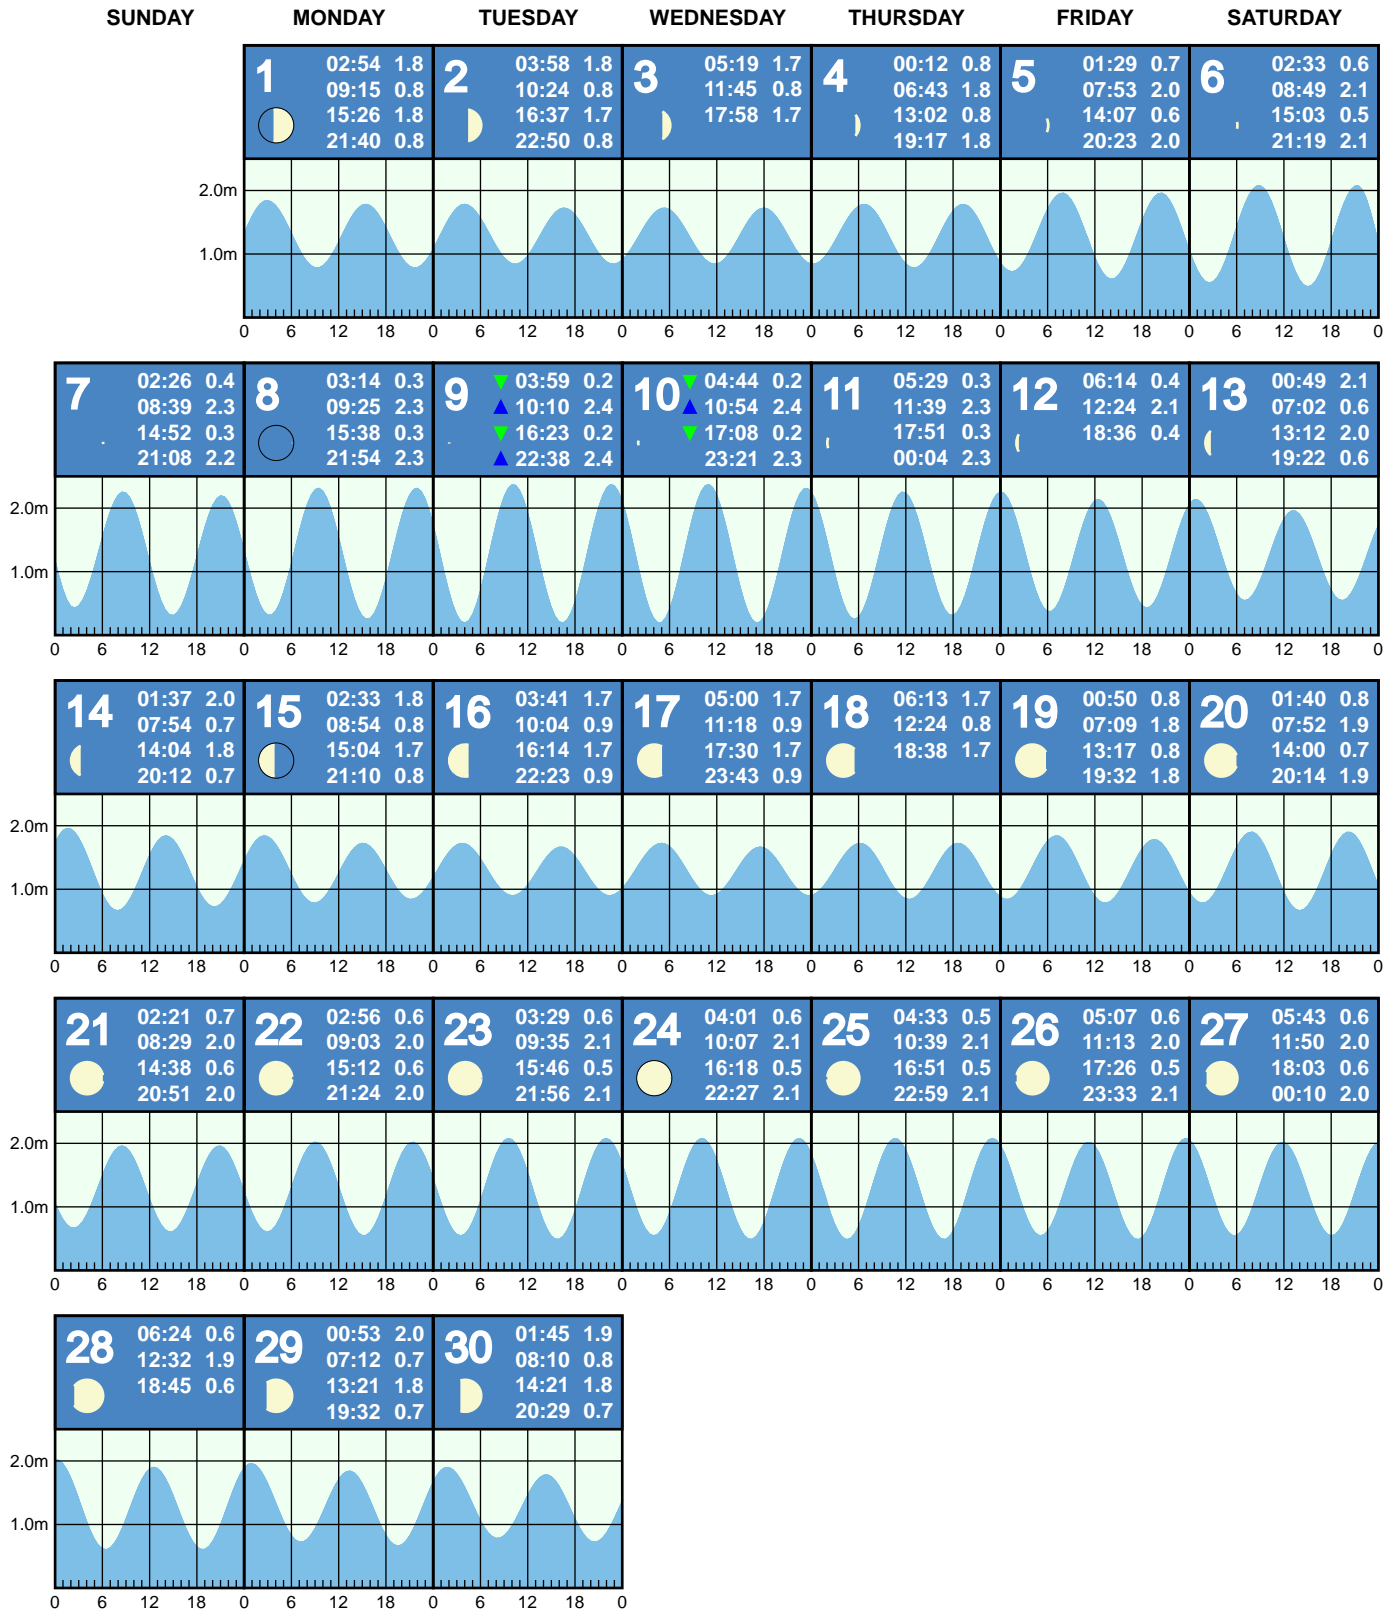 SUNDAY MONDAY TUESDAY WEDNESDAY THURSDAY FRIDAY SATURDAY
1 02:54 1.8
09:15 0.8
15:26 1.8
21:40 0.8
2 03:58 1.8
10:24 0.8
16:37 1.7
22:50 0.8
3 05:19 1.7
11:45 0.8
17:58 1.7
4 00:12 0.8
06:43 1.8
13:02 0.8
19:17 1.8
5 01:29 0.7
07:53 2.0
14:07 0.6
20:23 2.0
6 02:33 0.6
08:49 2.1
15:03 0.5
21:19 2.1
2.0m
1.0m
0 6 12 18 0 6 12 18 0 6 12 18 0 6 12 18 0 6 12 18 0 6 12 18 0
7 02:26 0.4
08:39 2.3
14:52 0.3
21:08 2.2
8 03:14 0.3
09:25 2.3
15:38 0.3
21:54 2.3
9 03:59 0.2
10:10 2.4
16:23 0.2
22:38 2.4
10 04:44 0.2
10:54 2.4
17:08 0.2
23:21 2.3
11 05:29 0.3
11:39 2.3
17:51 0.3
00:04 2.3
12 06:14 0.4
12:24 2.1
18:36 0.4
13 00:49 2.1
07:02 0.6
13:12 2.0
19:22 0.6
2.0m
1.0m
0 6 12 18 0 6 12 18 0 6 12 18 0 6 12 18 0 6 12 18 0 6 12 18 0 6 12 18 0
14 01:37 2.0
07:54 0.7
14:04 1.8
20:12 0.7
15 02:33 1.8
08:54 0.8
15:04 1.7
21:10 0.8
16 03:41 1.7
10:04 0.9
16:14 1.7
22:23 0.9
17 05:00 1.7
11:18 0.9
17:30 1.7
23:43 0.9
18 06:13 1.7
12:24 0.8
18:38 1.7
19 00:50 0.8
07:09 1.8
13:17 0.8
19:32 1.8
20 01:40 0.8
07:52 1.9
14:00 0.7
20:14 1.9
2.0m
1.0m
0 6 12 18 0 6 12 18 0 6 12 18 0 6 12 18 0 6 12 18 0 6 12 18 0 6 12 18 0
21 02:21 0.7
08:29 2.0
14:38 0.6
20:51 2.0
22 02:56 0.6
09:03 2.0
15:12 0.6
21:24 2.0
23 03:29 0.6
09:35 2.1
15:46 0.5
21:56 2.1
24 04:01 0.6
10:07 2.1
16:18 0.5
22:27 2.1
25 04:33 0.5
10:39 2.1
16:51 0.5
22:59 2.1
26 05:07 0.6
11:13 2.0
17:26 0.5
23:33 2.1
27 05:43 0.6
11:50 2.0
18:03 0.6
00:10 2.0
2.0m
1.0m
0 6 12 18 0 6 12 18 0 6 12 18 0 6 12 18 0 6 12 18 0 6 12 18 0 6 12 18 0
28 06:24 0.6
12:32 1.9
18:45 0.6
29 00:53 2.0
07:12 0.7
13:21 1.8
19:32 0.7
30 01:45 1.9
08:10 0.8
14:21 1.8
20:29 0.7
2.0m
1.0m
0 6 12 18 0 6 12 18 0 6 12 18 0